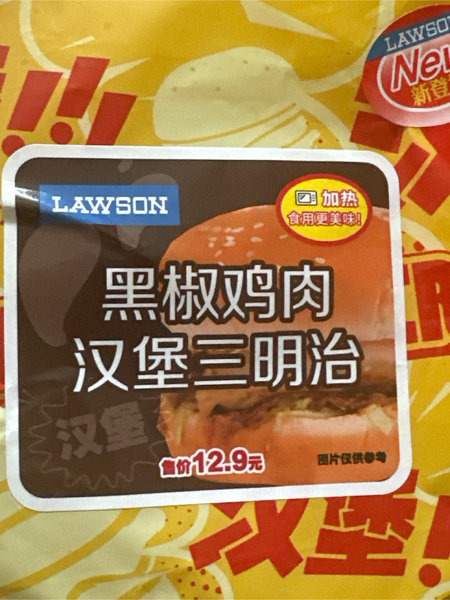 LAWSON
New
新登
!!!
LAWSON
加热
食用更美味!
黑椒鸡肉
汉堡三明治
汉堡
售价12.9元
图片仅供参考
汉堡!